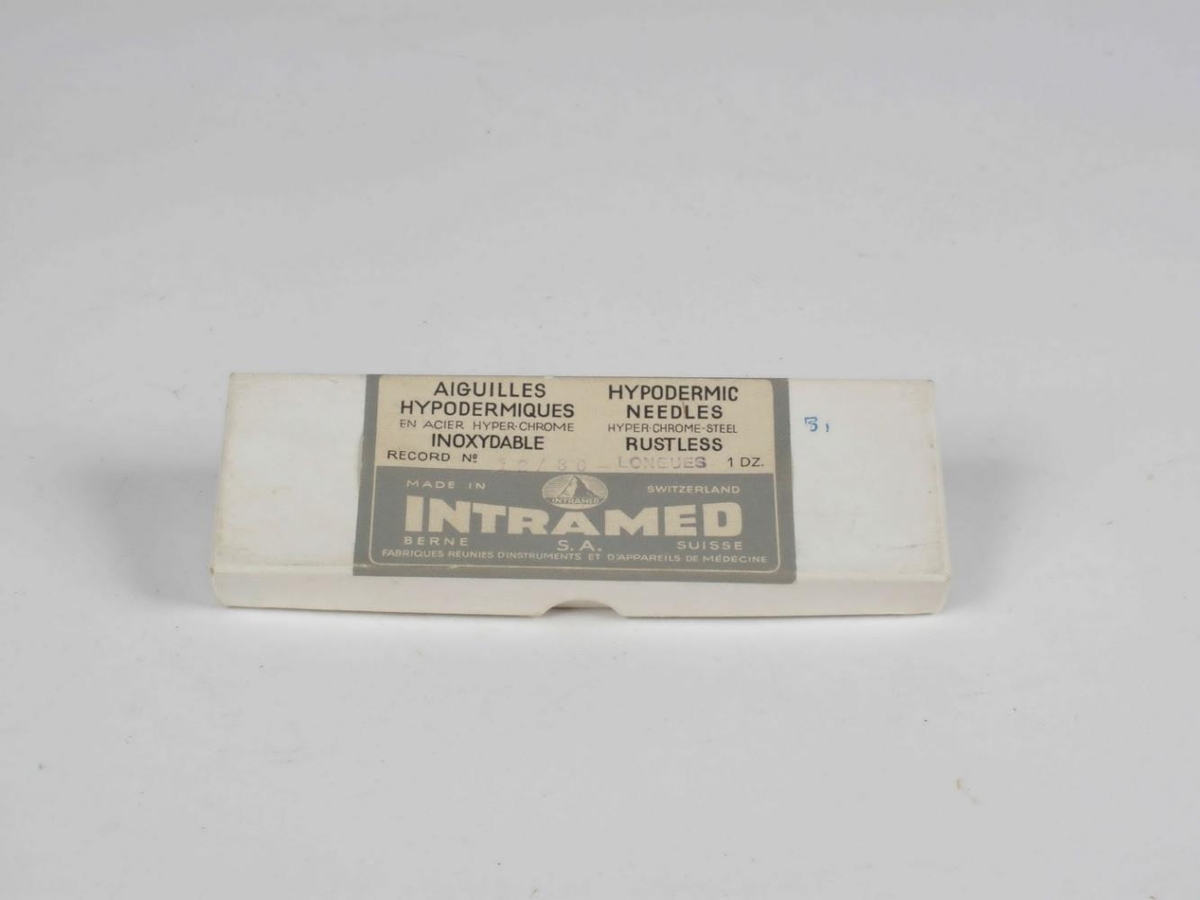 AIGUILLES
HYPODERMIQUES
EN ACIER HYPER-CHROME
INOXYDABLE
HYPODERMIC
NEEDLES
HYPER-CHROME-STEEL
RUSTLESS
RECORD Nº LONGUES 1 DZ.
MADE IN SWITZERLAND
INTRAMED
INTRAMED
BERNE S.A. SUISSE
FABRIQUES RÉUNIES D'INSTRUMENTS ET D'APPAREILS DE MÉDECINE